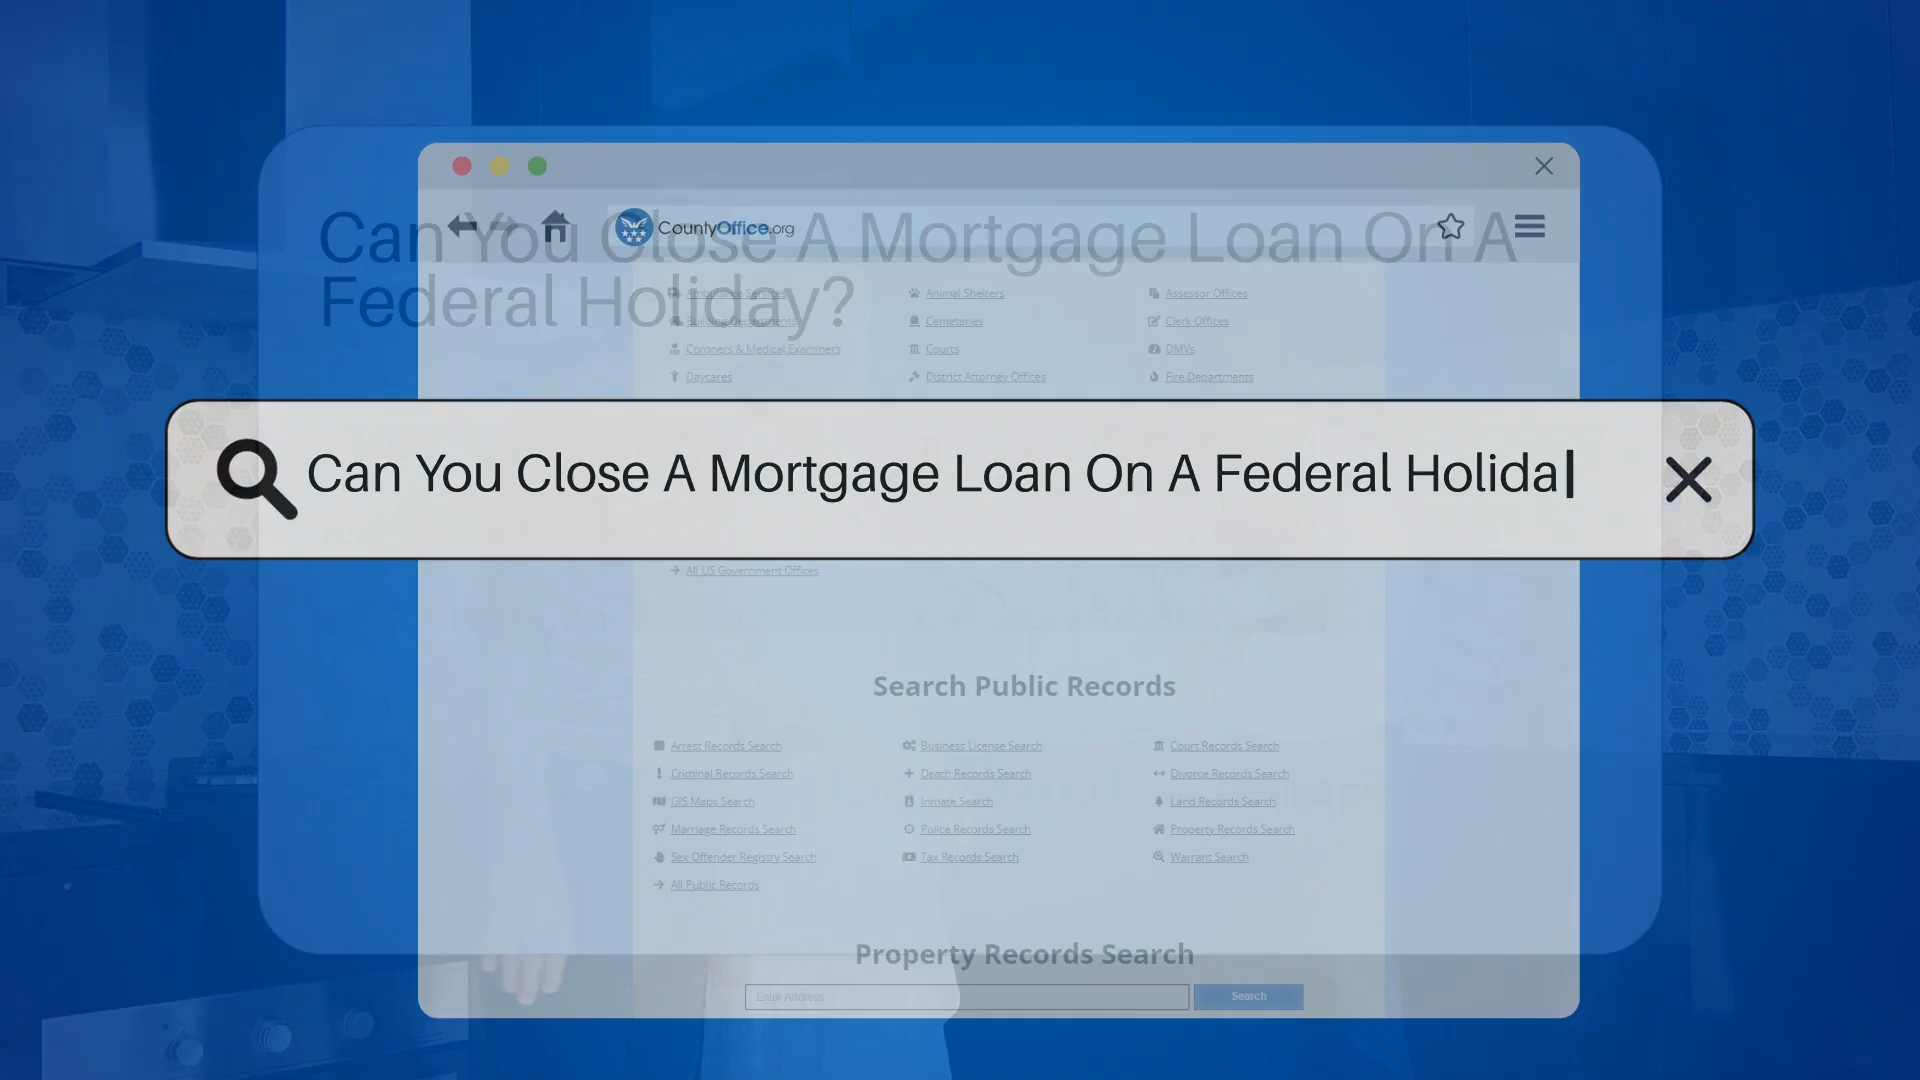 CountyOffice.org
Can You Close A Mortgage Loan On A
Federal Holiday?
Ambulance Services
Animal Shelters
Assessor Offices
Building Departments
Cemeteries
Clerk Offices
Coroners & Medical Examiners
Courts
DMVs
Daycares
District Attorney Offices
Fire Departments
Can You Close A Mortgage Loan On A Federal Holida
All US Government Offices
Search Public Records
Arrest Records Search
Business License Search
Court Records Search
Criminal Records Search
Death Records Search
Divorce Records Search
GIS Maps Search
Inmate Search
Land Records Search
Marriage Records Search
Police Records Search
Property Records Search
Sex Offender Registry Search
Tax Records Search
Warrant Search
All Public Records
Property Records Search
Enter Address
Search